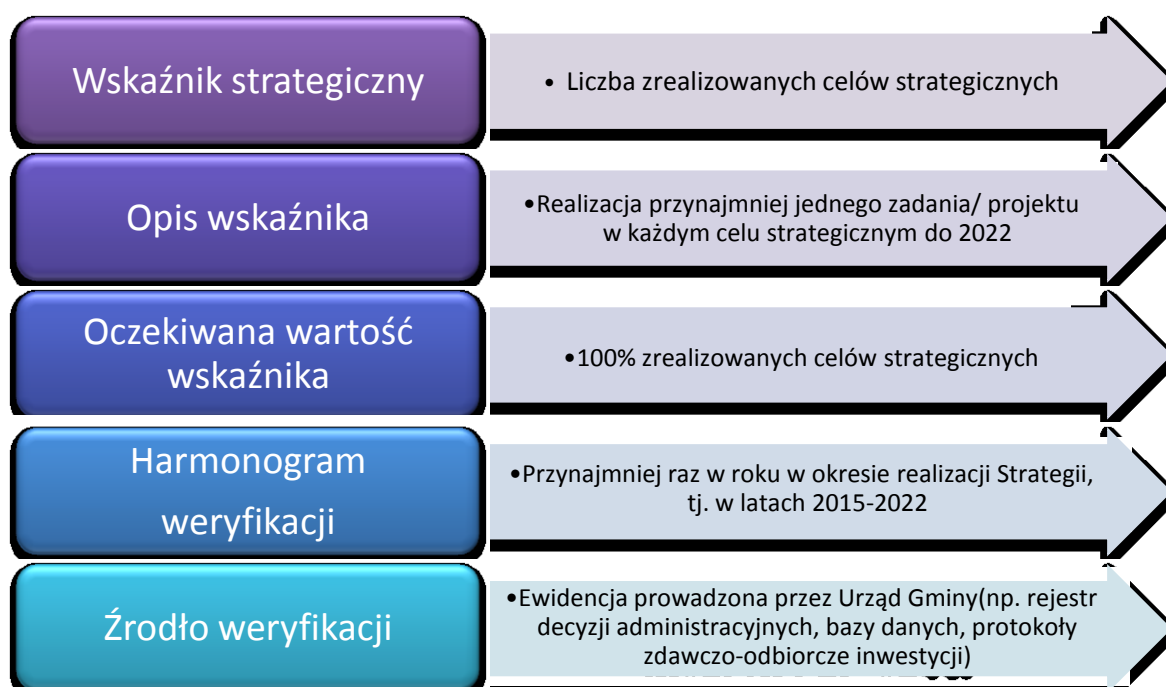 Wskaźnik strategiczny
• Liczba zrealizowanych celów strategicznych
Opis wskaźnika
•Realizacja przynajmniej jednego zadania/ projektu
w każdym celu strategicznym do 2022
Oczekiwana wartość
wskaźnika
•100% zrealizowanych celów strategicznych
Harmonogram
weryfikacji
•Przynajmniej raz w roku w okresie realizacji Strategii,
tj. w latach 2015-2022
Źrodło weryfikacji
•Ewidencja prowadzona przez Urząd Gminy(np. rejestr
decyzji administracyjnych, bazy danych, protokoły
zdawczo-odbiorcze inwestycji)